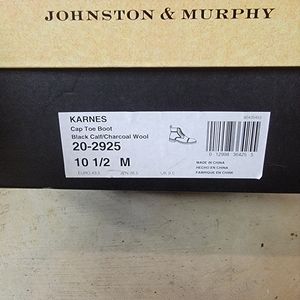 JOHNSTON & MURPHY
KARNES
Cap Toe Boot
Black Calf/Charcoal Wool
20-2925
10 1/2 M
MADE IN CHINA
HECHO EN CHINA
FABRIQUE EN CHINE